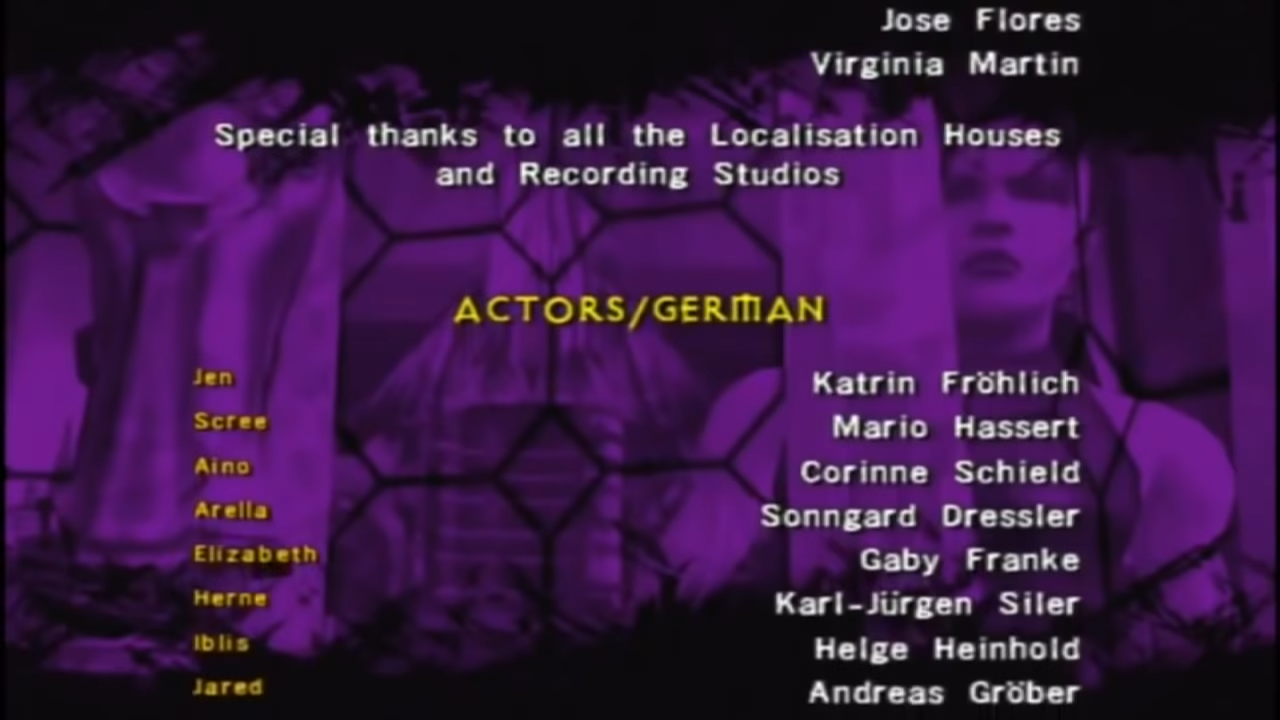 Jose Flores
Virginia Martin
Special thanks to all the Localisation Houses
and Recording Studios
ACTORS/GERMAN
Jen Katrin Fröhlich
Scree Mario Hassert
Aino Corinne Schield
Arella Sonngard Dressler
Elizabeth Gaby Franke
Herne Karl-Jürgen Siler
Iblis Helge Heinhold
Jared Andreas Gröber